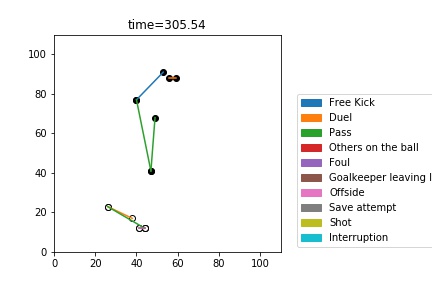 time=305.54
100
80
60
40
20
0
0 20 40 60 80 100
Free Kick
Duel
Pass
Others on the ball
Foul
Goalkeeper leaving l
Offside
Save attempt
Shot
Interruption